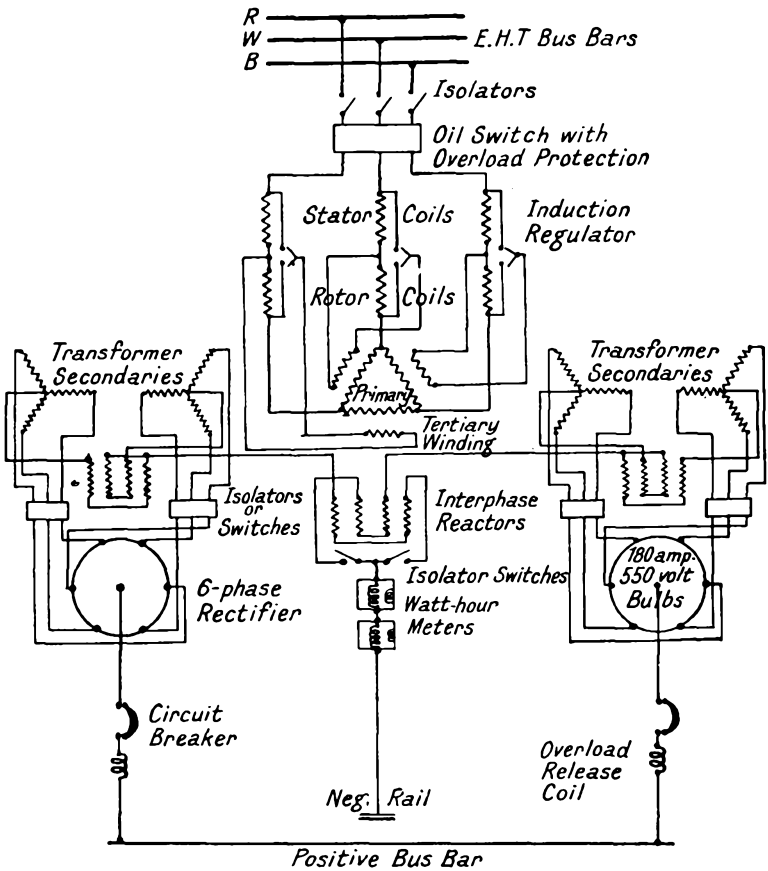 R
W
B
E.H.T Bus Bars
Isolators
Oil Switch with
Overload Protection
Stator Coils
Induction
Regulator
Rotor Coils
Transformer
Secondaries
Primary
Transformer
Secondaries
Tertiary
Winding
Isolators
or
Switches
Interphase
Reactors
6-phase
Rectifier
Isolator Switches
Watt-hour
Meters
180 amp.
550 volt
Bulbs
Circuit
Breaker
Overload
Release
Coil
Neg. Rail
Positive Bus Bar